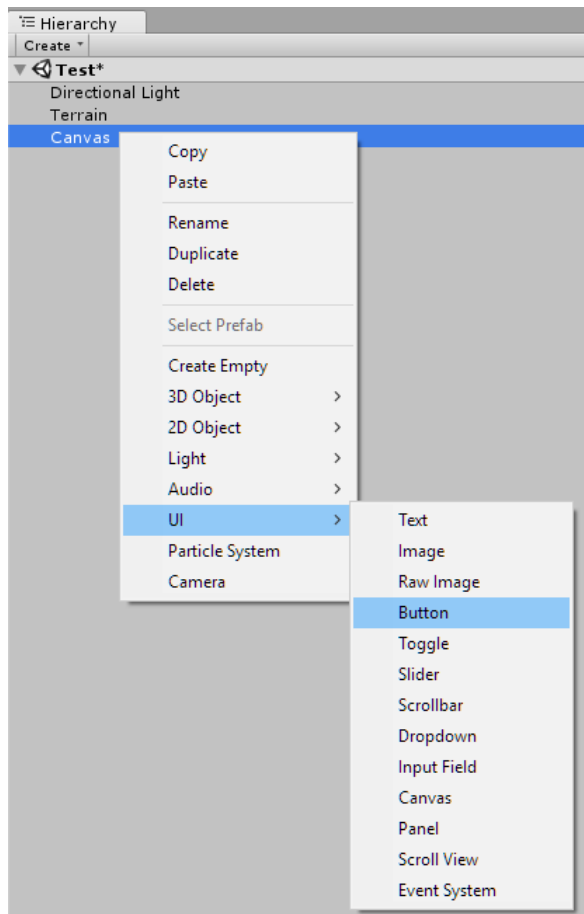 Hierarchy
Create
Test*
Directional Light
Terrain
Canvas
Copy
Paste
Rename
Duplicate
Delete
Select Prefab
Create Empty
3D Object
2D Object
Light
Audio
UI
Particle System
Camera
Text
Image
Raw Image
Button
Toggle
Slider
Scrollbar
Dropdown
Input Field
Canvas
Panel
Scroll View
Event System